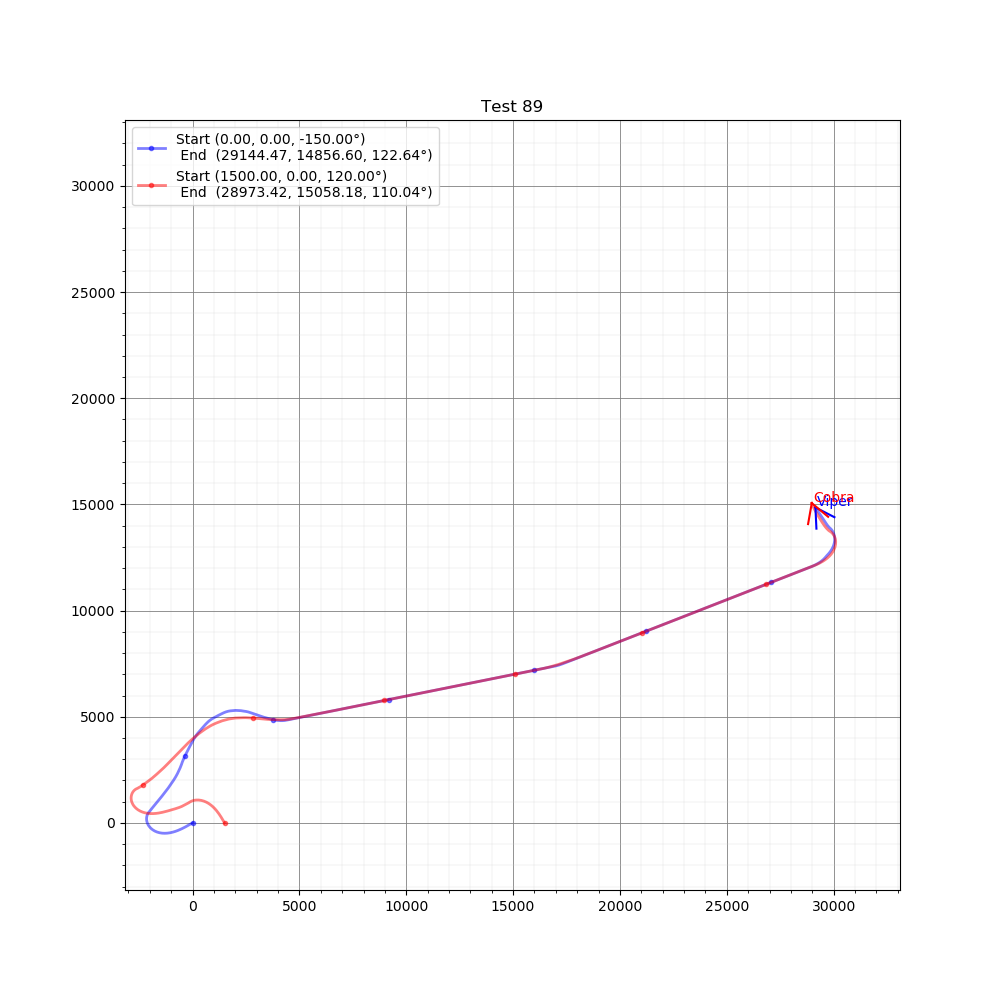 Test 89
Start (0.00, 0.00, -150.00°)
End (29144.47, 14856.60, 122.64°)
Start (1500.00, 0.00, 120.00°)
End (28973.42, 15058.18, 110.04°)
30000
25000
20000
15000
10000
5000
0
Cobra
Viper
0 5000 10000 15000 20000 25000 30000